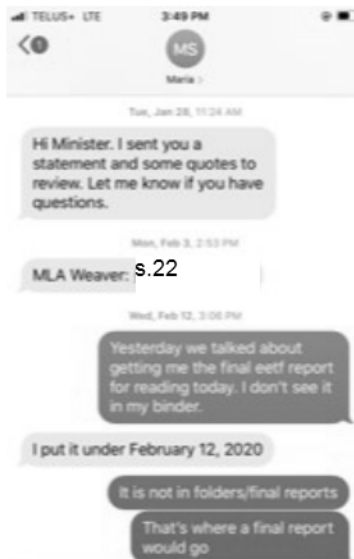 TELUS+ LTE 3:49 PM
MS
Maria >
Tue, Jan 28, 11:24 AM
Hi Minister. I sent you a
statement and some quotes to
review. Let me know if you have
questions.
Mon, Feb 3, 2:53 PM
MLA Weaver: s.22
Wed, Feb 12, 3:06 PM
Yesterday we talked about
getting me the final eetf report
for reading today. I don't see it
in my binder.
I put it under February 12, 2020
It is not in folders/final reports
That's where a final report
would go